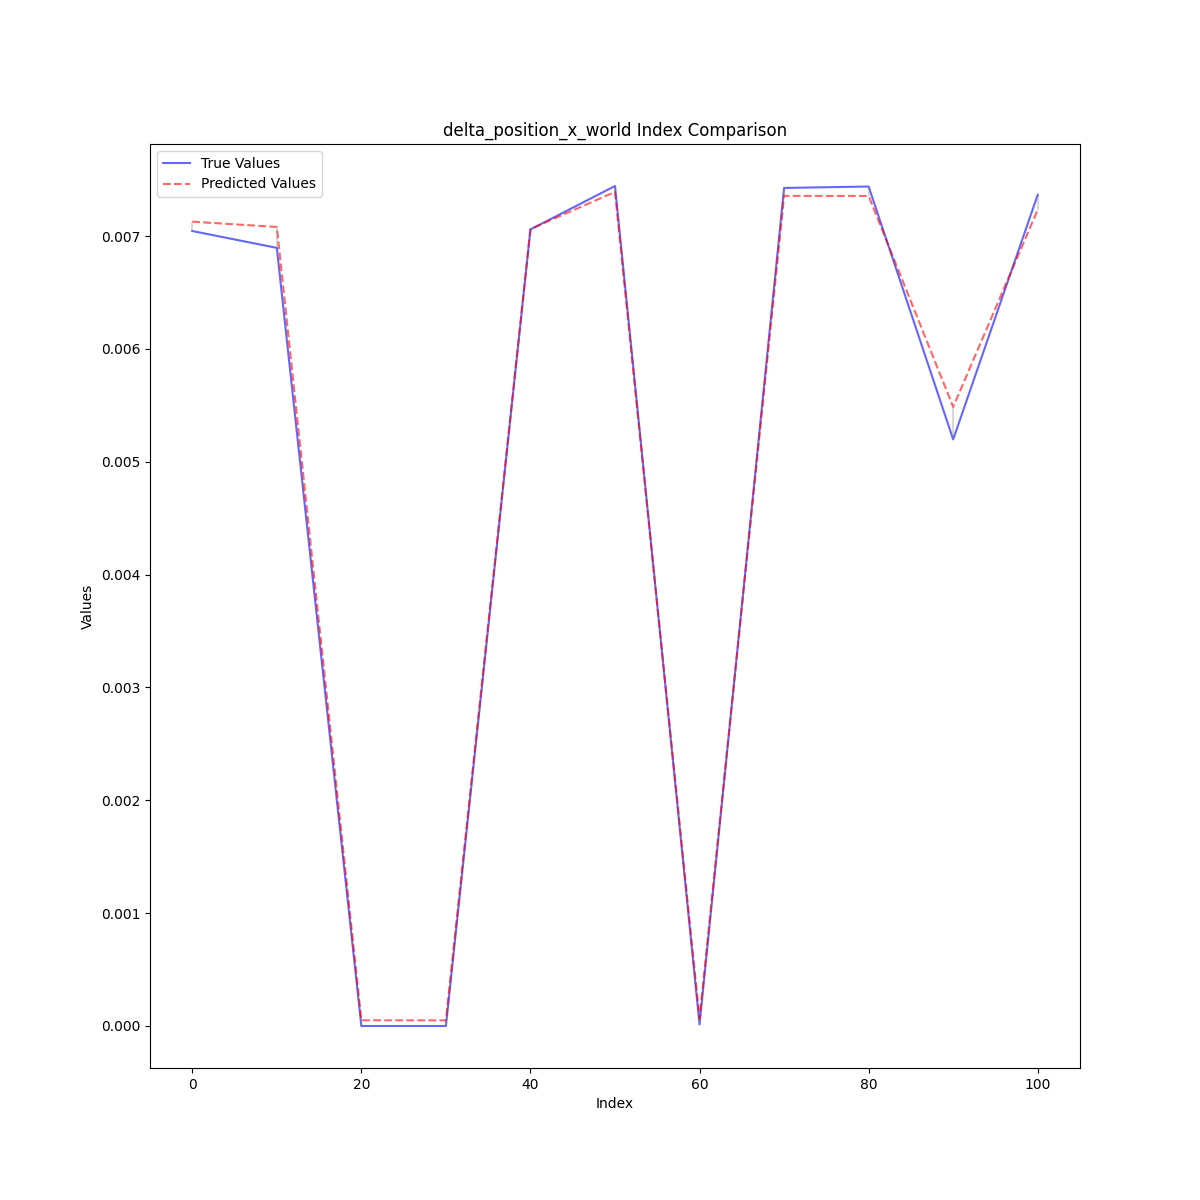 delta_position_x_world Index Comparison
True Values
Predicted Values
0.007
0.006
0.005
0.004
0.003
0.002
0.001
0.000
Values
0 20 40 60 80 100
Index